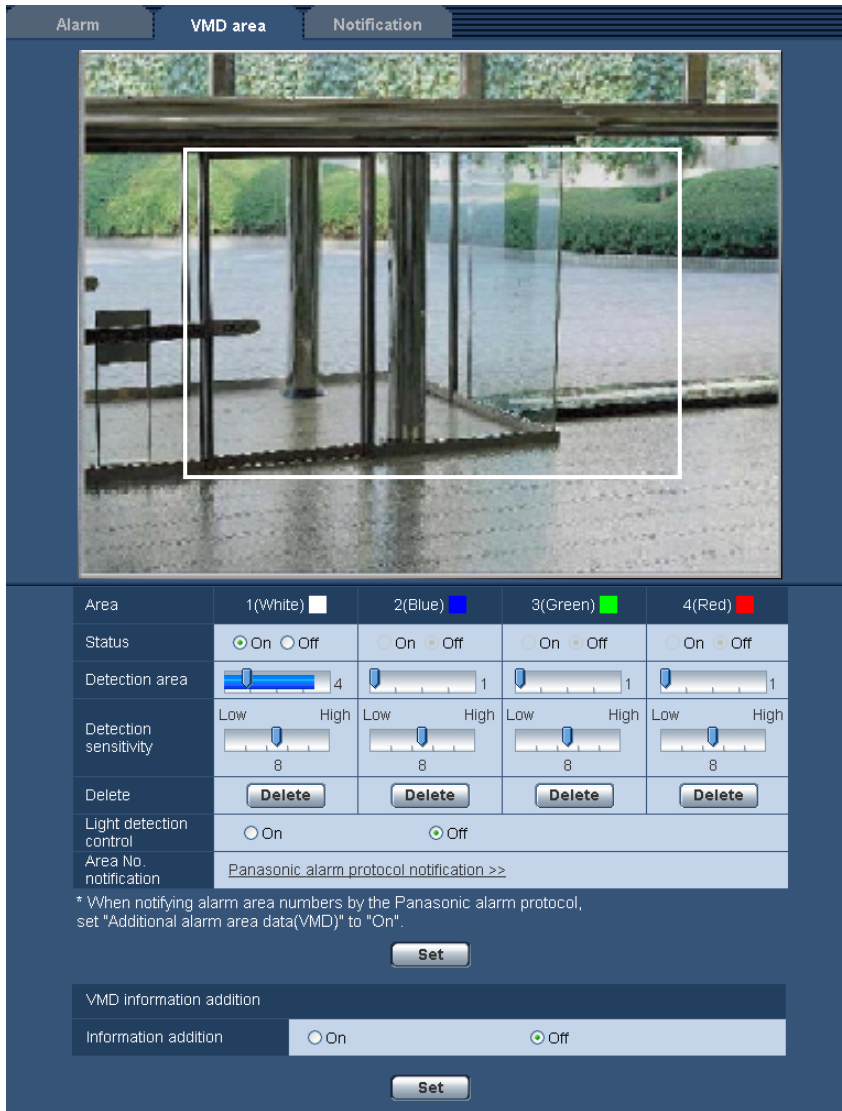 Alarm VMD area Notification
Area 1(White) 2(Blue) 3(Green) 4(Red)
Status On Off On Off On Off On Off
Detection area 4 1 1 1
Detection sensitivity Low High Low High Low High Low High
8 8 8 8
Delete Delete Delete Delete Delete
Light detection control On Off
Area No. notification Panasonic alarm protocol notification >>
* When notifying alarm area numbers by the Panasonic alarm protocol,
set "Additional alarm area data(VMD)" to "On".
Set
VMD information addition
Information addition On Off
Set